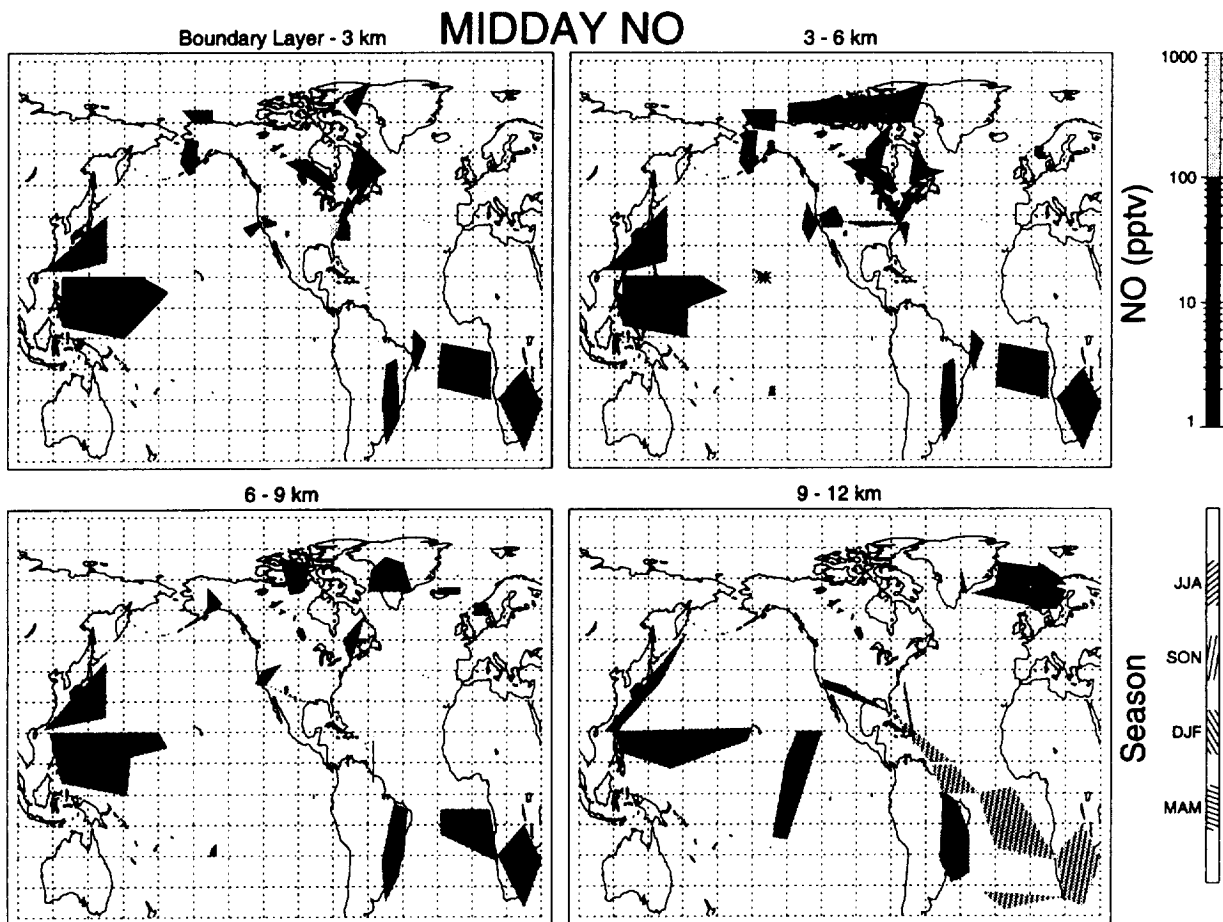 MIDDAY NO
Boundary Layer - 3 km
3 - 6 km
1000
100
10
1
NO (pptv)
6 - 9 km
9 - 12 km
JJA
SON
DJF
MAM
Season